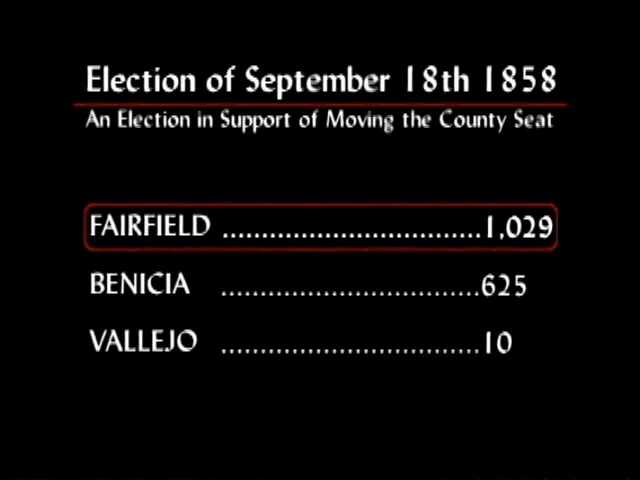 Election of September 18th 1858
An Election in Support of Moving the County Seat
FAIRFIELD .................................1,029
BENICIA .................................625
VALLEJO .................................10